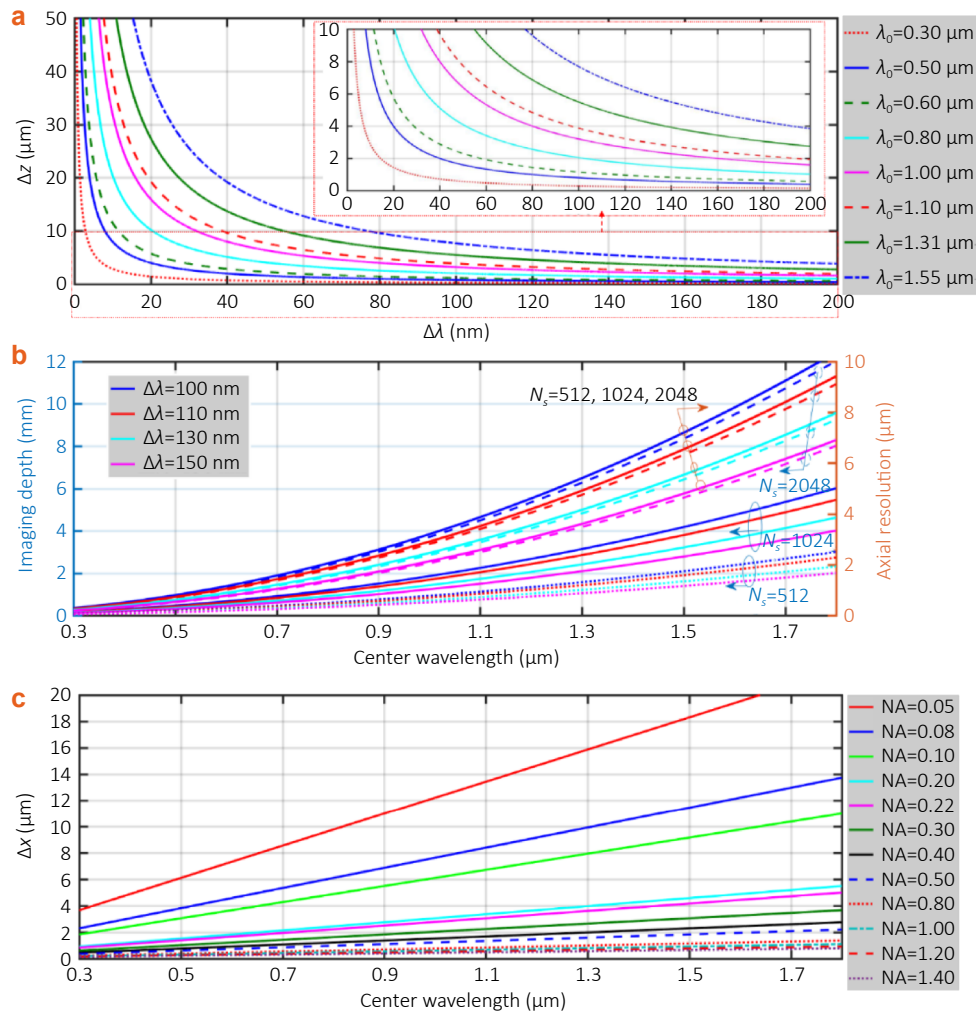 a
50
40
30
20
10
0
Δz (μm)
0 20 40 60 80 100 120 140 160 180 200
Δλ (nm)
10
8
6
4
2
0
0 20 40 60 80 100 120 140 160 180 200
λ₀=0.30 μm
λ₀=0.50 μm
λ₀=0.60 μm
λ₀=0.80 μm
λ₀=1.00 μm
λ₀=1.10 μm
λ₀=1.31 μm
λ₀=1.55 μm
b
12
10
8
6
4
2
0
Imaging depth (mm)
Δλ=100 nm
Δλ=110 nm
Δλ=130 nm
Δλ=150 nm
Nₛ=512, 1024, 2048
Nₛ=2048
Nₛ=1024
Nₛ=512
10
8
6
4
2
0
Axial resolution (μm)
0.3 0.5 0.7 0.9 1.1 1.3 1.5 1.7
Center wavelength (μm)
c
20
18
16
14
12
10
8
6
4
2
0
Δx (μm)
0.3 0.5 0.7 0.9 1.1 1.3 1.5 1.7
Center wavelength (μm)
NA=0.05
NA=0.08
NA=0.10
NA=0.20
NA=0.22
NA=0.30
NA=0.40
NA=0.50
NA=0.80
NA=1.00
NA=1.20
NA=1.40